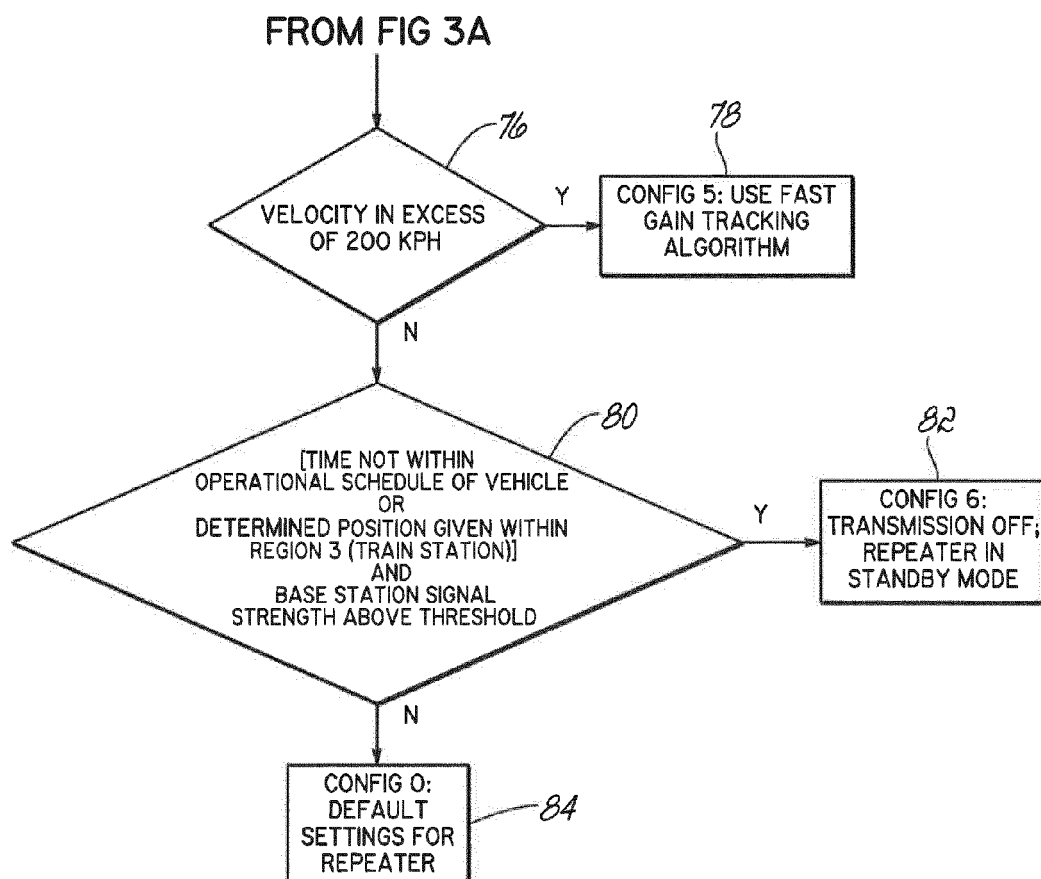 FROM FIG 3A
76
VELOCITY IN EXCESS
OF 200 KPH
Y
78
CONFIG 5: USE FAST
GAIN TRACKING
ALGORITHM
N
80
[TIME NOT WITHIN
OPERATIONAL SCHEDULE OF VEHICLE
OR
DETERMINED POSITION GIVEN WITHIN
REGION 3 (TRAIN STATION)]
AND
BASE STATION SIGNAL
STRENGTH ABOVE THRESHOLD
Y
82
CONFIG 6:
TRANSMISSION OFF;
REPEATER IN
STANDBY MODE
N
CONFIG 0:
DEFAULT
SETTINGS FOR
REPEATER
84